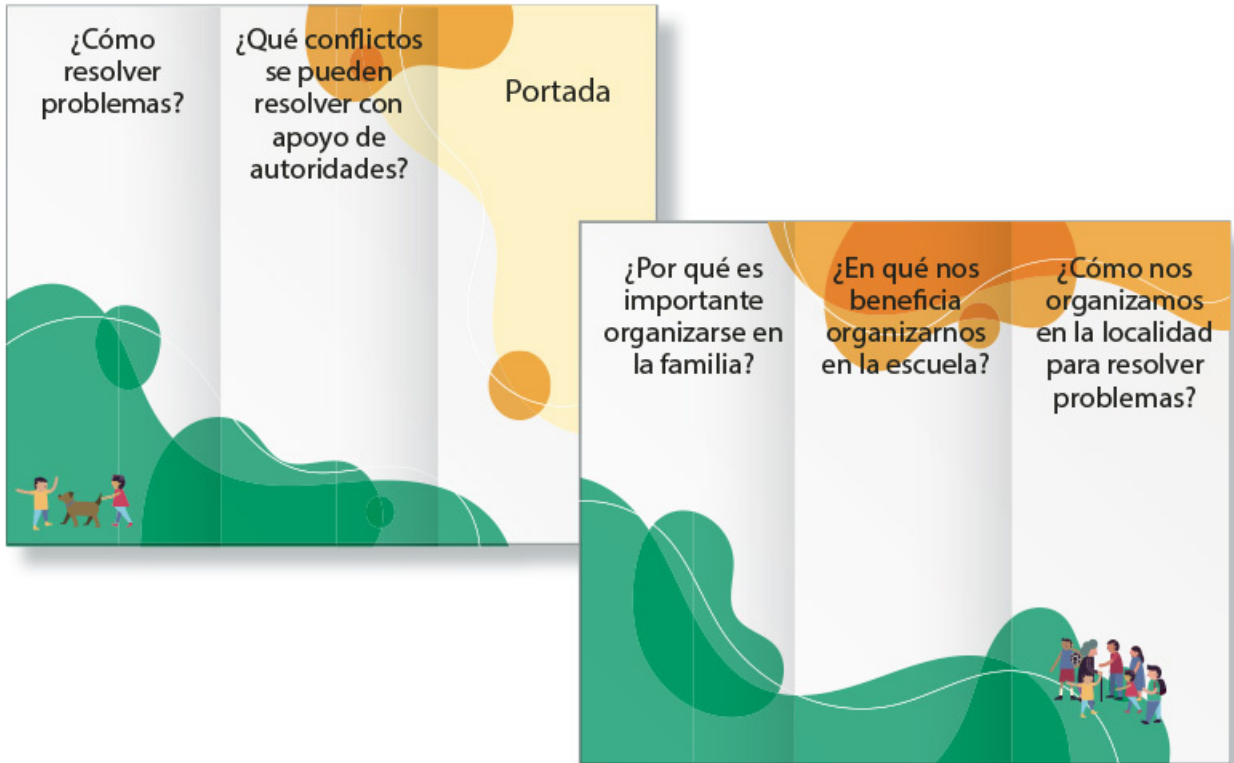 ¿Cómo
resolver
problemas?
¿Qué conflictos
se pueden
resolver con
apoyo de
autoridades?
Portada
¿Por qué es
importante
organizarse en
la familia?
¿En qué nos
beneficia
organizarnos
en la escuela?
¿Cómo nos
organizamos
en la localidad
para resolver
problemas?